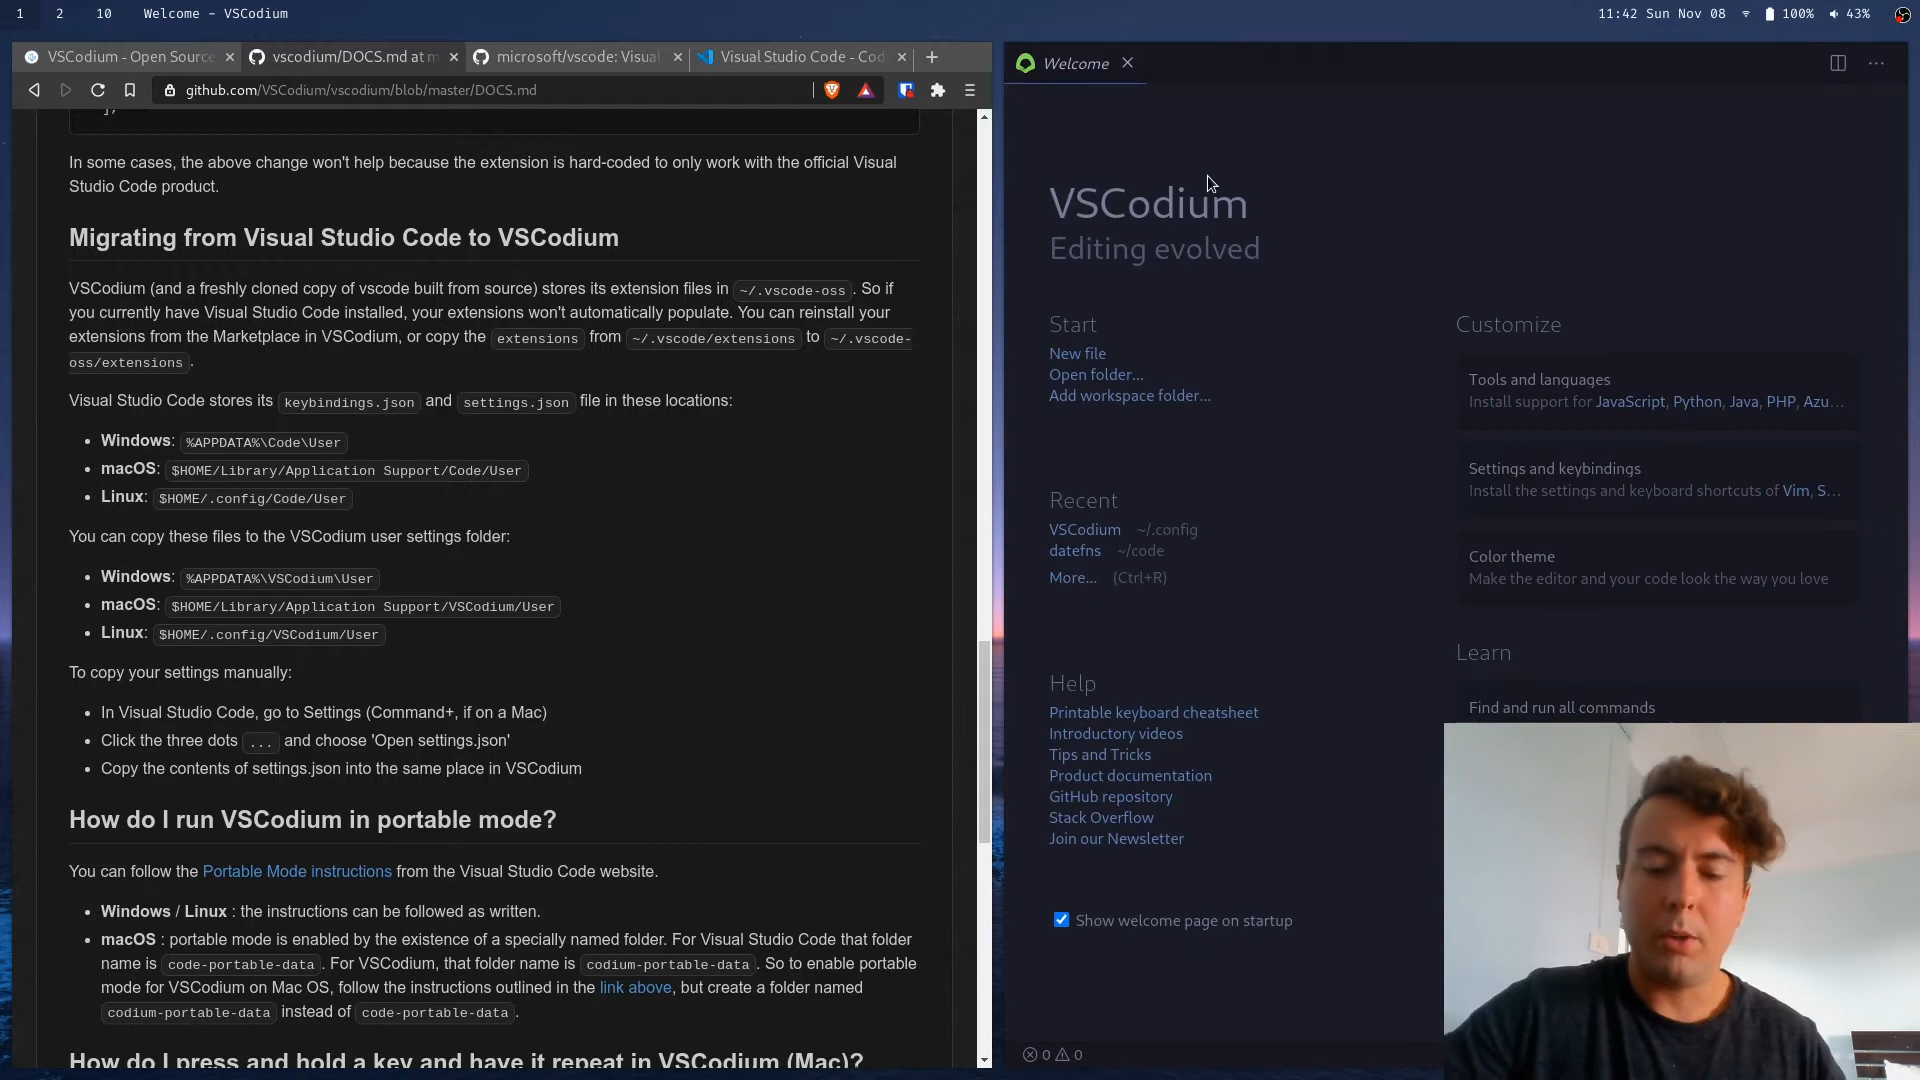 1 2 10 Welcome - VSCodium
11:42 Sun Nov 08 100% 43%
VSCodium - Open Source
vscodium/DOCS.md at m
microsoft/vscode: Visual
Visual Studio Code - Cod
github.com/VSCodium/vscodium/blob/master/DOCS.md
In some cases, the above change won't help because the extension is hard-coded to only work with the official Visual
Studio Code product.
Migrating from Visual Studio Code to VSCodium
VSCodium (and a freshly cloned copy of vscode built from source) stores its extension files in ~/.vscode-oss . So if
you currently have Visual Studio Code installed, your extensions won't automatically populate. You can reinstall your
extensions from the Marketplace in VSCodium, or copy the extensions from ~/.vscode/extensions to ~/.vscode-
oss/extensions .
Visual Studio Code stores its keybindings.json and settings.json file in these locations:
• Windows: %APPDATA%\Code\User
• macOS: $HOME/Library/Application Support/Code/User
• Linux: $HOME/.config/Code/User
You can copy these files to the VSCodium user settings folder:
• Windows: %APPDATA%\VSCodium\User
• macOS: $HOME/Library/Application Support/VSCodium/User
• Linux: $HOME/.config/VSCodium/User
To copy your settings manually:
• In Visual Studio Code, go to Settings (Command+, if on a Mac)
• Click the three dots ... and choose 'Open settings.json'
• Copy the contents of settings.json into the same place in VSCodium
How do I run VSCodium in portable mode?
You can follow the Portable Mode instructions from the Visual Studio Code website.
• Windows / Linux : the instructions can be followed as written.
• macOS : portable mode is enabled by the existence of a specially named folder. For Visual Studio Code that folder
name is code-portable-data . For VSCodium, that folder name is codium-portable-data . So to enable portable
mode for VSCodium on Mac OS, follow the instructions outlined in the link above, but create a folder named
codium-portable-data instead of code-portable-data .
How do I press and hold a key and have it repeat in VSCodium (Mac)?
Welcome
VSCodium
Editing evolved
Start
New file
Open folder...
Add workspace folder...
Recent
VSCodium ~/.config
datefns ~/code
More... (Ctrl+R)
Help
Printable keyboard cheatsheet
Introductory videos
Tips and Tricks
Product documentation
GitHub repository
Stack Overflow
Join our Newsletter
Show welcome page on startup
Customize
Tools and languages
Install support for JavaScript, Python, Java, PHP, Azu...
Settings and keybindings
Install the settings and keyboard shortcuts of Vim, S...
Color theme
Make the editor and your code look the way you love
Learn
Find and run all commands
0 0